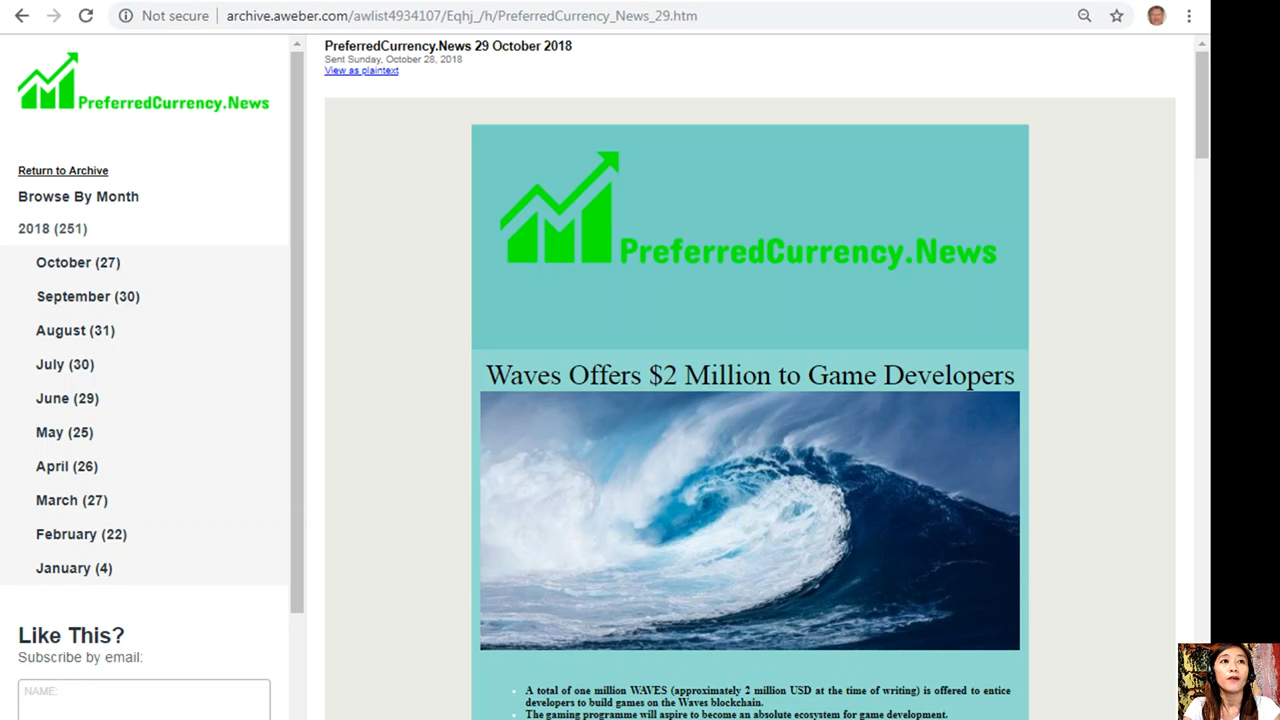 Not secure
archive.aweber.com/awlist4934107/Eqhj_/h/PreferredCurrency_News_29.htm
PreferredCurrency.News
Return to Archive
Browse By Month
2018 (251)
October (27)
September (30)
August (31)
July (30)
June (29)
May (25)
April (26)
March (27)
February (22)
January (4)
Like This?
Subscribe by email:
NAME:
PreferredCurrency.News 29 October 2018
Sent Sunday, October 28, 2018
View as plaintext
PreferredCurrency.News
Waves Offers $2 Million to Game Developers
A total of one million WAVES (approximately 2 million USD at the time of writing) is offered to entice
developers to build games on the Waves blockchain.
The gaming programme will aspire to become an absolute ecosystem for game development.